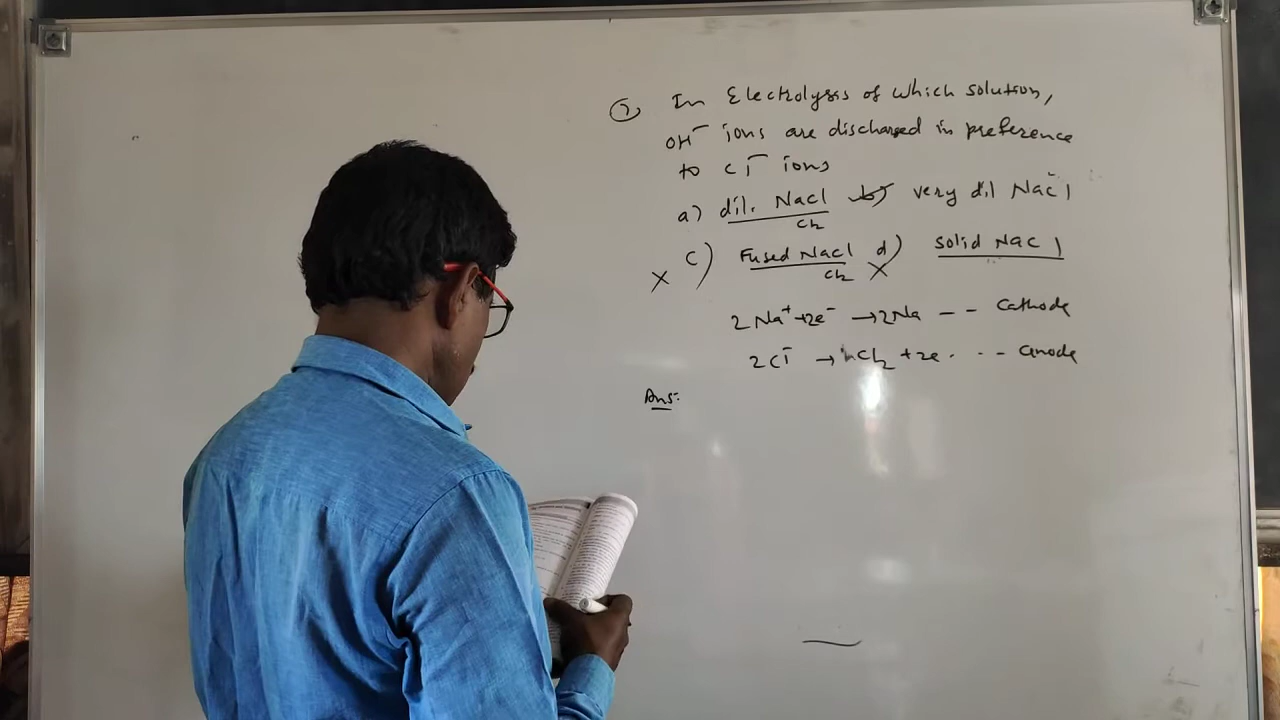 7) In Electrolysis of which solution,
OH⁻ ions are discharged in preference
to Cl⁻ ions
a) dil. NaCl b) very dil NaCl
Cl2
X c) Fused NaCl d) solid NaCl
Cl2 X
2Na⁺+2e⁻ →2Na -- Cathode
2Cl⁻ → Cl2 +2e. -- anode
Ans: